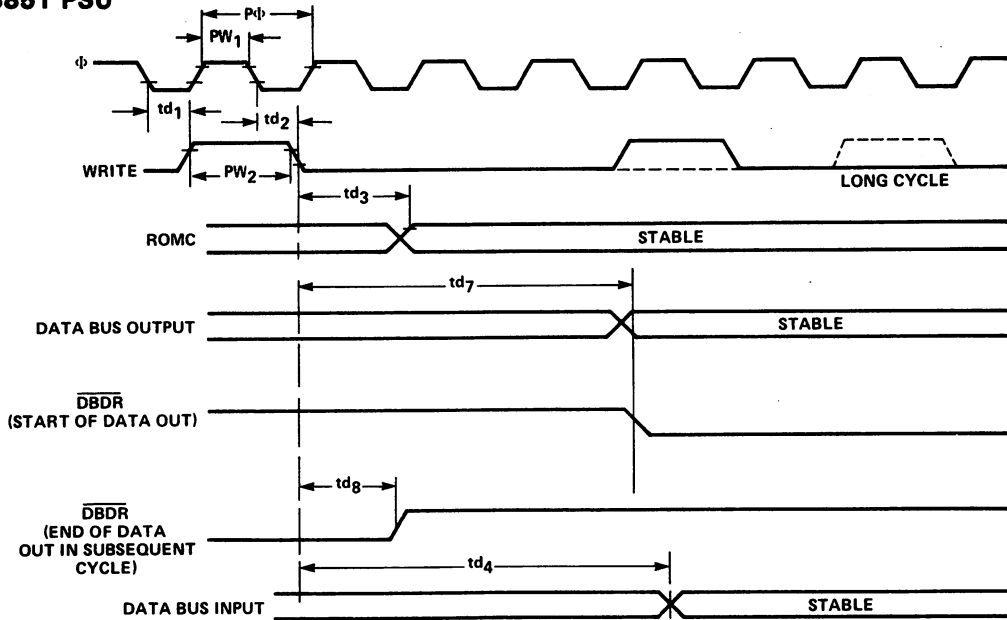 3851 PSU
PΦ
PW1
Φ
td1
td2
WRITE
PW2
LONG CYCLE
td3
ROMC
STABLE
td7
DATA BUS OUTPUT
STABLE
DBDR
(START OF DATA OUT)
td8
DBDR
(END OF DATA
OUT IN SUBSEQUENT
CYCLE)
td4
DATA BUS INPUT
STABLE